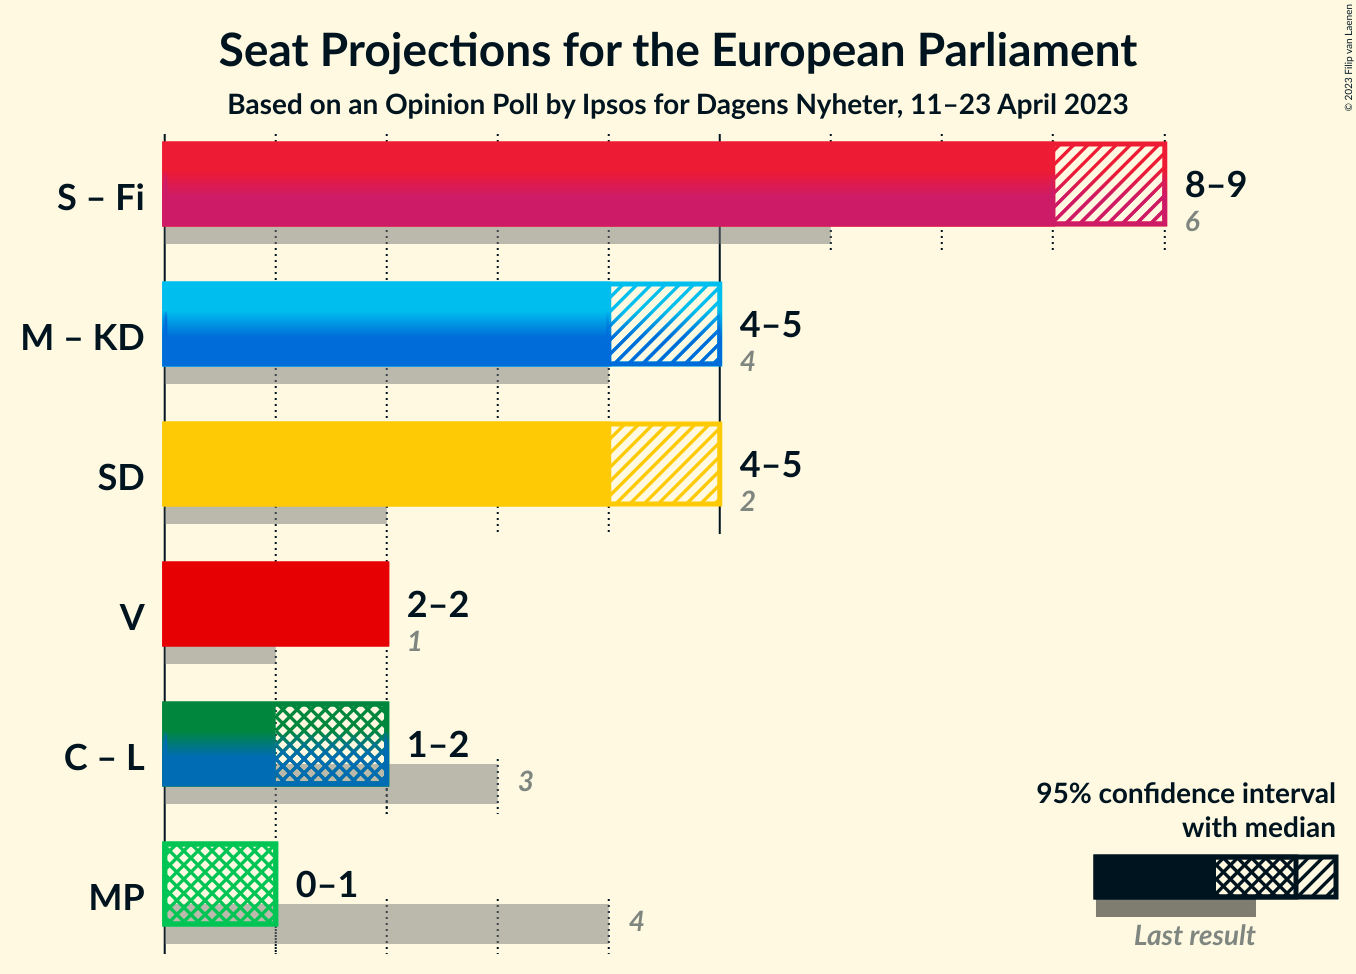 Seat Projections for the European Parliament
Based on an Opinion Poll by Ipsos for Dagens Nyheter, 11–23 April 2023
© 2023 Filip van Laenen
S – Fi
8–9
6
M – KD
4–5
4
SD
4–5
2
V
2–2
1
C – L
1–2
3
MP
0–1
4
95% confidence interval
with median
Last result